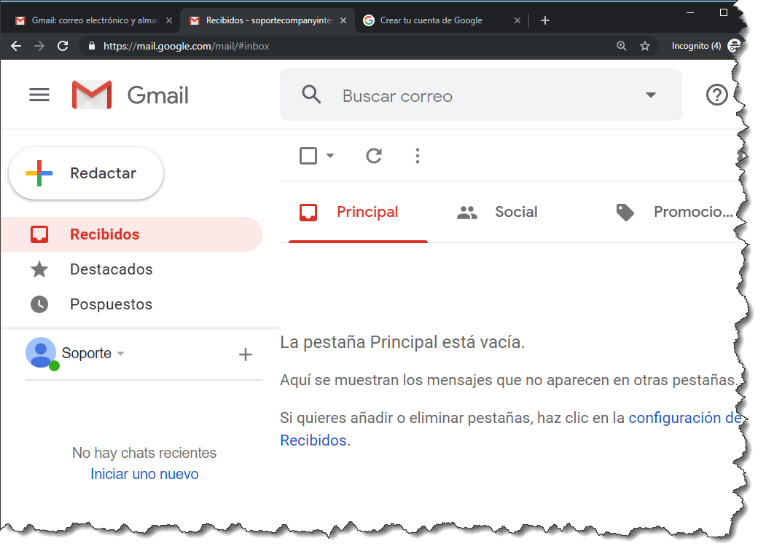 Gmail: correo electrónico y alma
Recibidos - soportecompanyinte
Crear tu cuenta de Google
https://mail.google.com/mail/#inbox
Incognito (4)
Gmail
Buscar correo
Redactar
Recibidos
Destacados
Pospuestos
Soporte
No hay chats recientes
Iniciar uno nuevo
Principal
Social
Promocio...
La pestaña Principal está vacía.
Aquí se muestran los mensajes que no aparecen en otras pestañas.
Si quieres añadir o eliminar pestañas, haz clic en la configuración de
Recibidos.